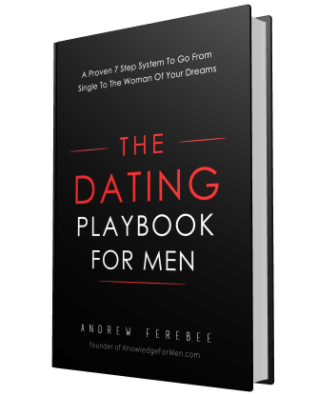 A Proven 7 Step System To Go From
Single To The Woman Of Your Dreams
THE
DATING
PLAYBOOK
FOR MEN
ANDREW FEREBEE
founder of KnowledgeForMen.com